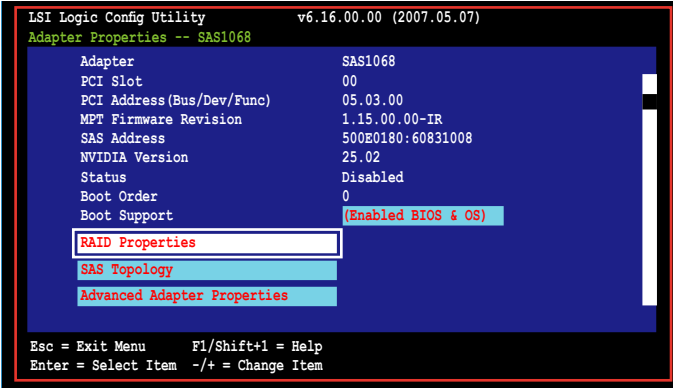 LSI Logic Config Utility v6.16.00.00 (2007.05.07)
Adapter Properties -- SAS1068
Adapter SAS1068
PCI Slot 00
PCI Address(Bus/Dev/Func) 05.03.00
MPT Firmware Revision 1.15.00.00-IR
SAS Address 500E0180:60831008
NVIDIA Version 25.02
Status Disabled
Boot Order 0
Boot Support (Enabled BIOS & OS)
RAID Properties
SAS Topology
Advanced Adapter Properties
Esc = Exit Menu F1/Shift+1 = Help
Enter = Select Item -/+ = Change Item